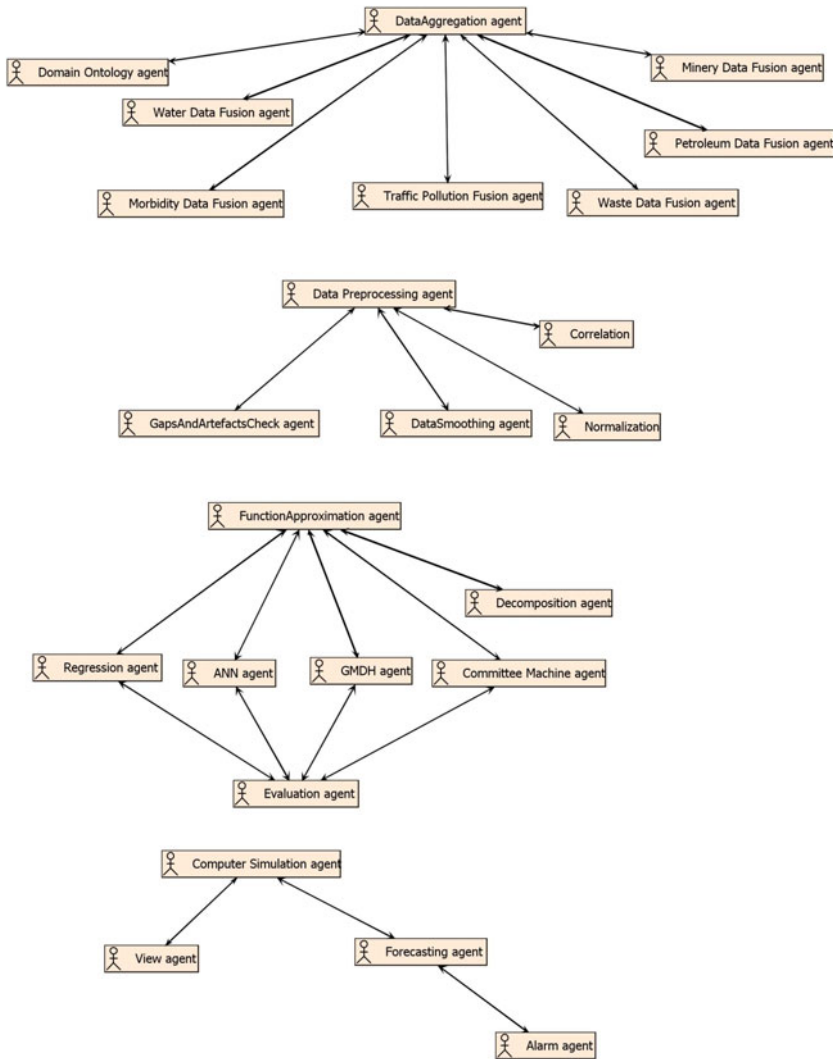 DataAggregation agent
Domain Ontology agent
Minery Data Fusion agent
Water Data Fusion agent
Petroleum Data Fusion agent
Morbidity Data Fusion agent
Traffic Pollution Fusion agent
Waste Data Fusion agent
Data Preprocessing agent
Correlation
GapsAndArtefactsCheck agent
DataSmoothing agent
Normalization
FunctionApproximation agent
Decomposition agent
Regression agent
ANN agent
GMDH agent
Committee Machine agent
Evaluation agent
Computer Simulation agent
View agent
Forecasting agent
Alarm agent